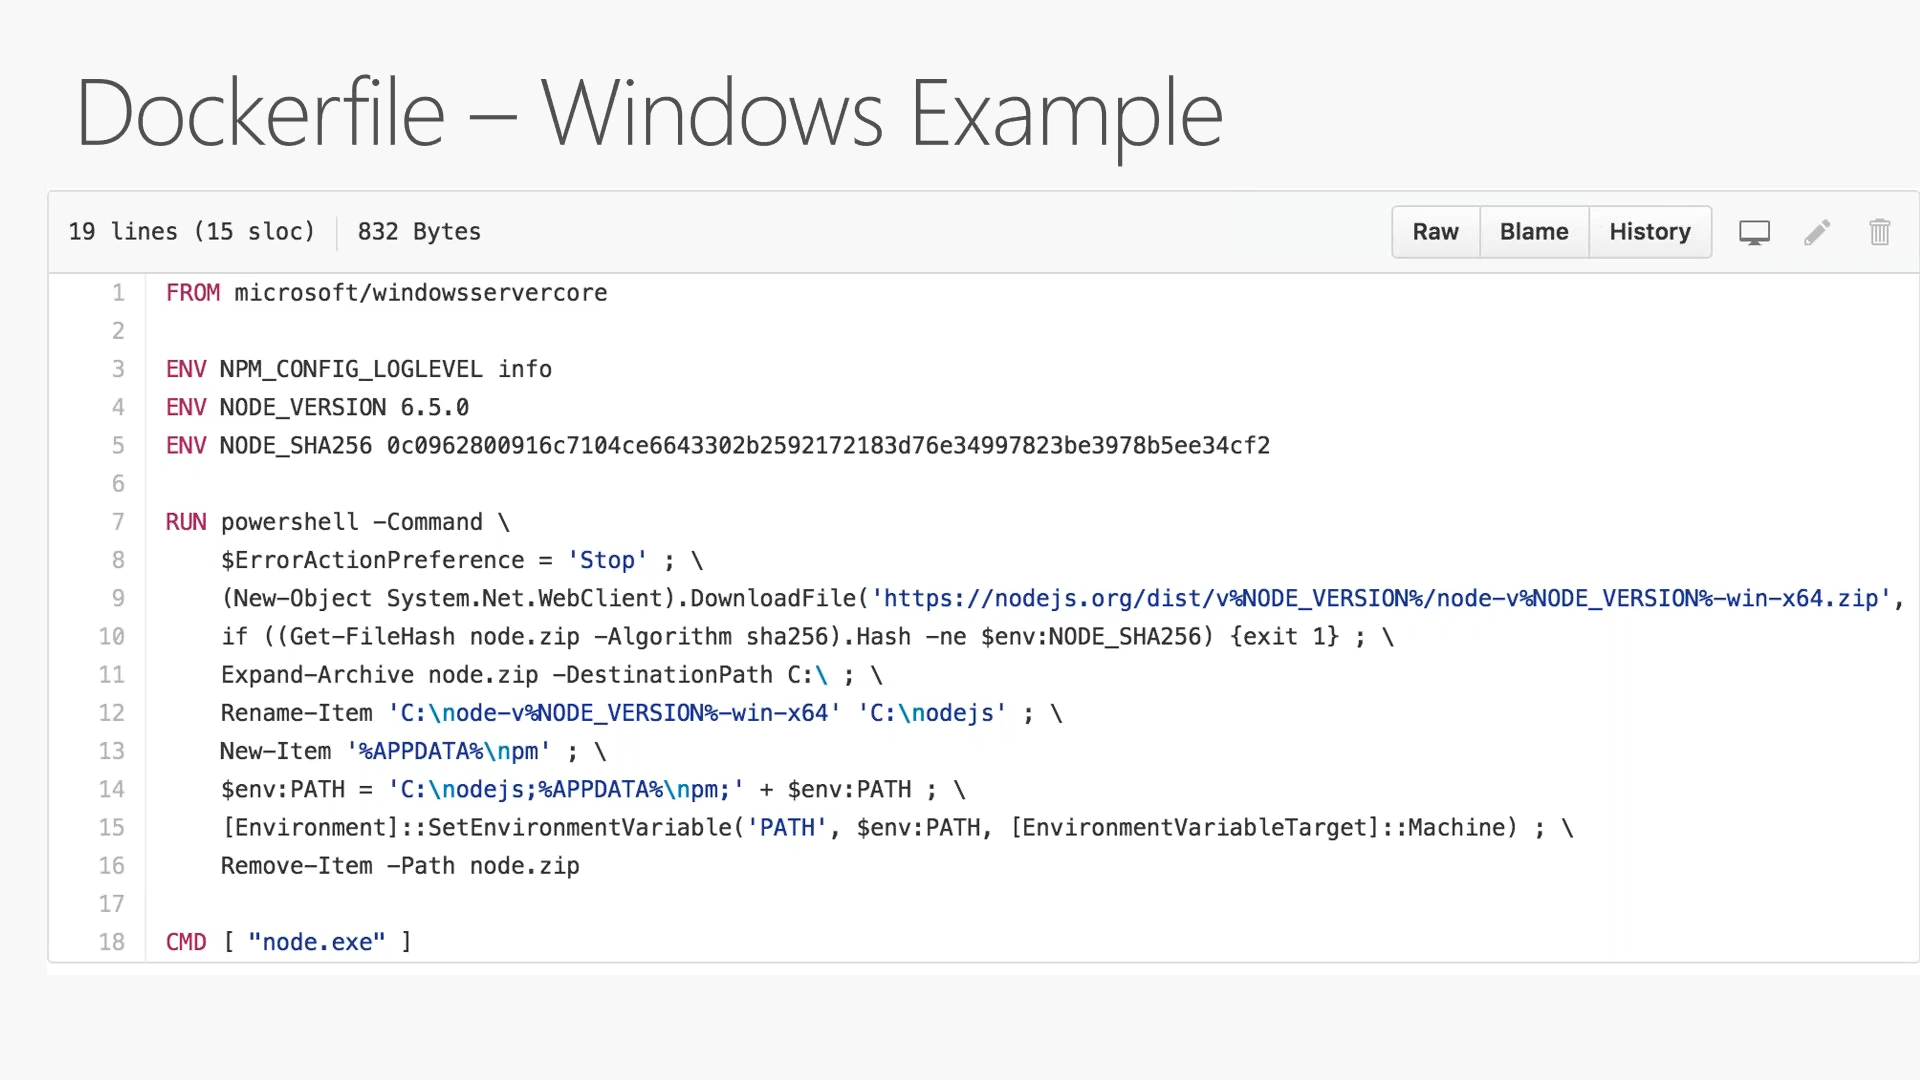 Dockerfile – Windows Example
19 lines (15 sloc) 832 Bytes Raw Blame History
1 FROM microsoft/windowsservercore
2
3 ENV NPM_CONFIG_LOGLEVEL info
4 ENV NODE_VERSION 6.5.0
5 ENV NODE_SHA256 0c0962800916c7104ce6643302b2592172183d76e34997823be3978b5ee34cf2
6
7 RUN powershell -Command \
8 $ErrorActionPreference = 'Stop' ; \
9 (New-Object System.Net.WebClient).DownloadFile('https://nodejs.org/dist/v%NODE_VERSION%/node-v%NODE_VERSION%-win-x64.zip',
10 if ((Get-FileHash node.zip -Algorithm sha256).Hash -ne $env:NODE_SHA256) {exit 1} ; \
11 Expand-Archive node.zip -DestinationPath C:\ ; \
12 Rename-Item 'C:\node-v%NODE_VERSION%-win-x64' 'C:\nodejs' ; \
13 New-Item '%APPDATA%\npm' ; \
14 $env:PATH = 'C:\nodejs;%APPDATA%\npm;' + $env:PATH ; \
15 [Environment]::SetEnvironmentVariable('PATH', $env:PATH, [EnvironmentVariableTarget]::Machine) ; \
16 Remove-Item -Path node.zip
17
18 CMD [ "node.exe" ]